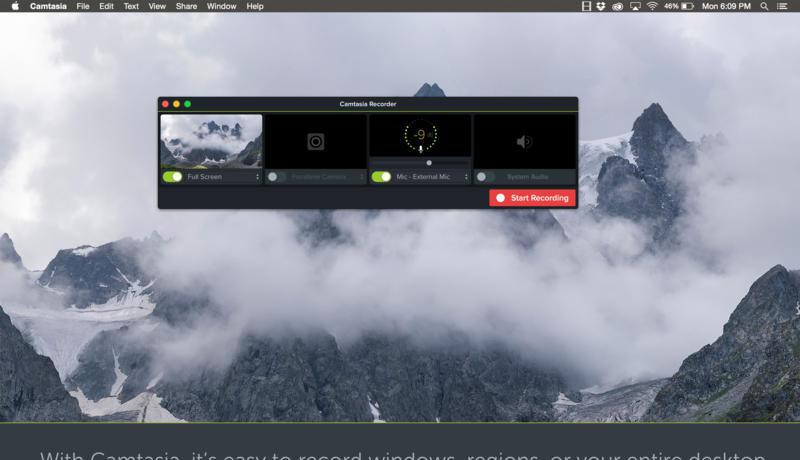 Camtasia File Edit Text View Share Window Help 46% Mon 6:09 PM
Camtasia Recorder
-9
Full Screen Facetime Camera Mic - External Mic System Audio
Start Recording
With Camtasia, it's easy to record windows, regions, or your entire desktop